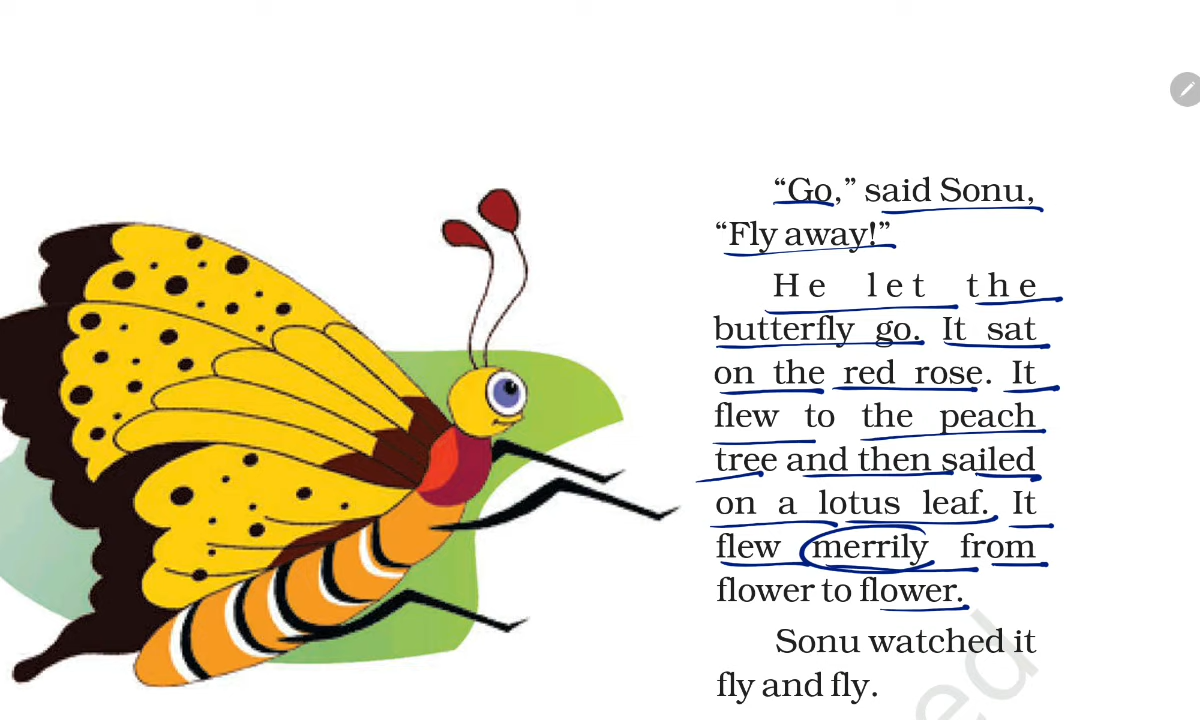 “Go,” said Sonu,
“Fly away!”
He let the
butterfly go. It sat
on the red rose. It
flew to the peach
tree and then sailed
on a lotus leaf. It
flew merrily from
flower to flower.
Sonu watched it
fly and fly.